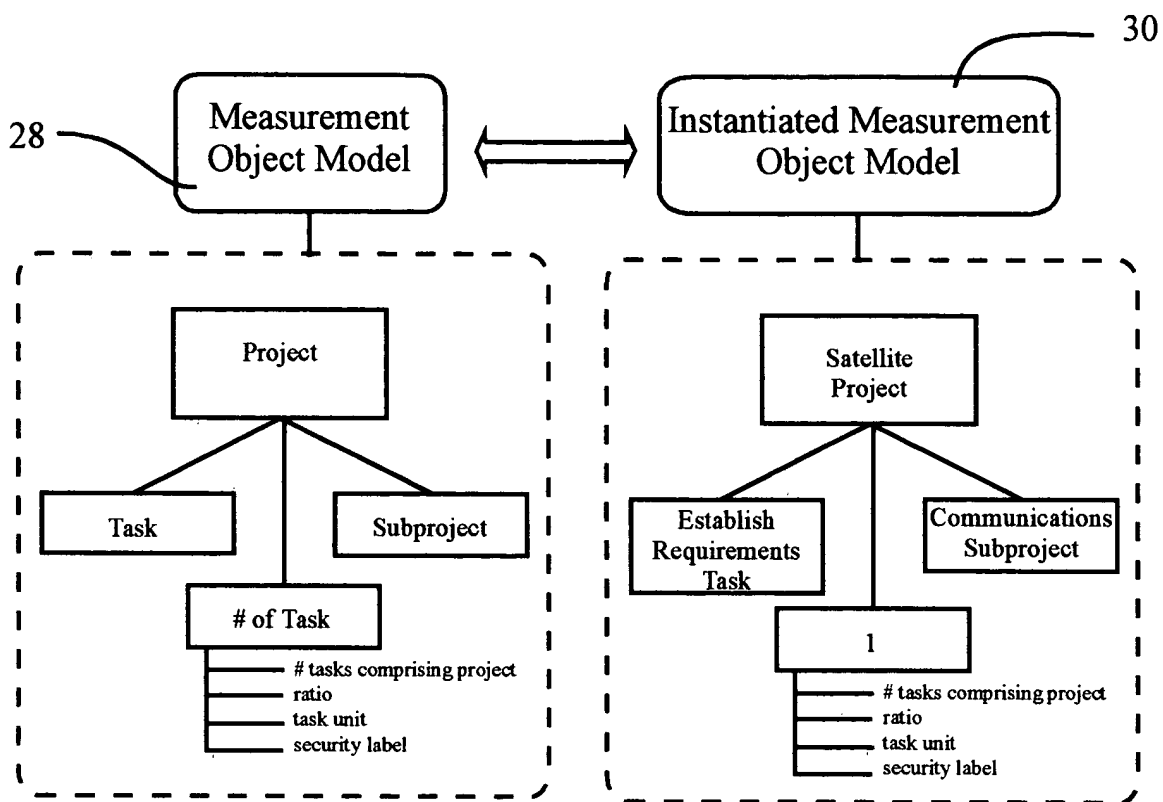 30
28
Measurement
Object Model
Instantiated Measurement
Object Model
Project
Task
Subproject
# of Task
# tasks comprising project
ratio
task unit
security label
Satellite
Project
Establish
Requirements
Task
Communications
Subproject
1
# tasks comprising project
ratio
task unit
security label